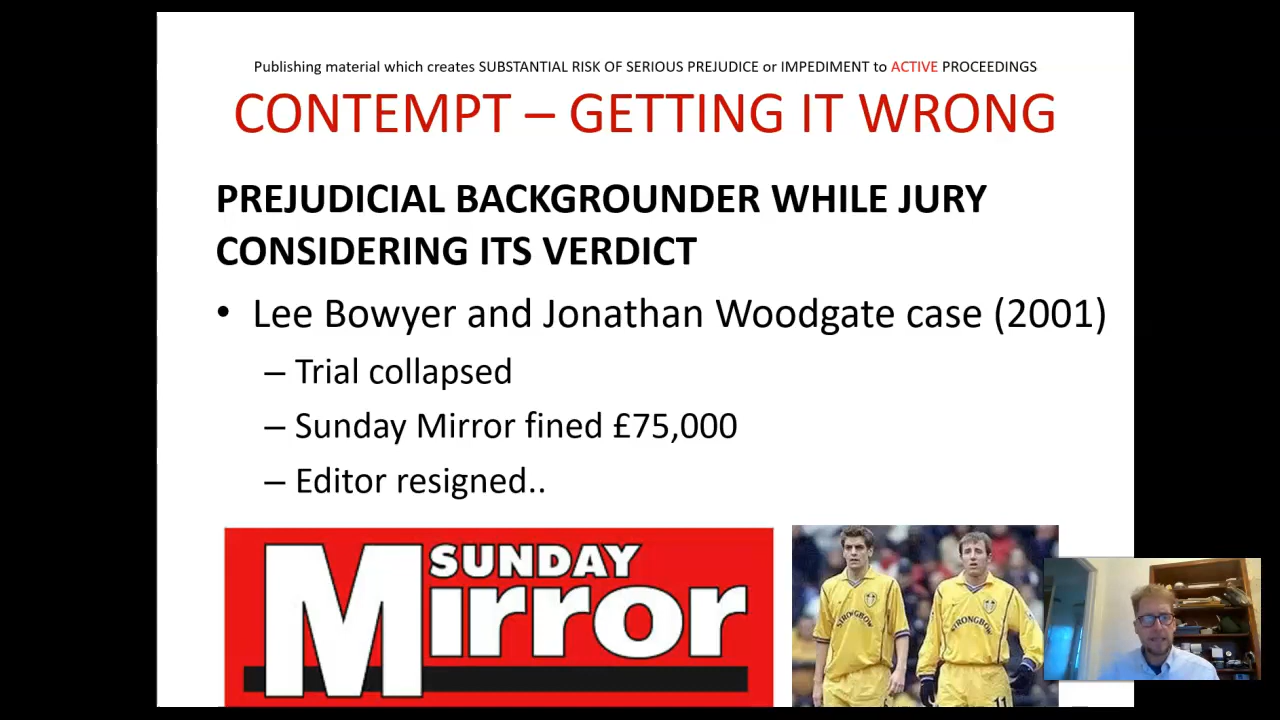 Publishing material which creates SUBSTANTIAL RISK OF SERIOUS PREJUDICE or IMPEDIMENT to ACTIVE PROCEEDINGS
CONTEMPT – GETTING IT WRONG
PREJUDICIAL BACKGROUNDER WHILE JURY
CONSIDERING ITS VERDICT
• Lee Bowyer and Jonathan Woodgate case (2001)
– Trial collapsed
– Sunday Mirror fined £75,000
– Editor resigned..
SUNDAY
Mirror
STRONGBOW
STRONGBOW
11